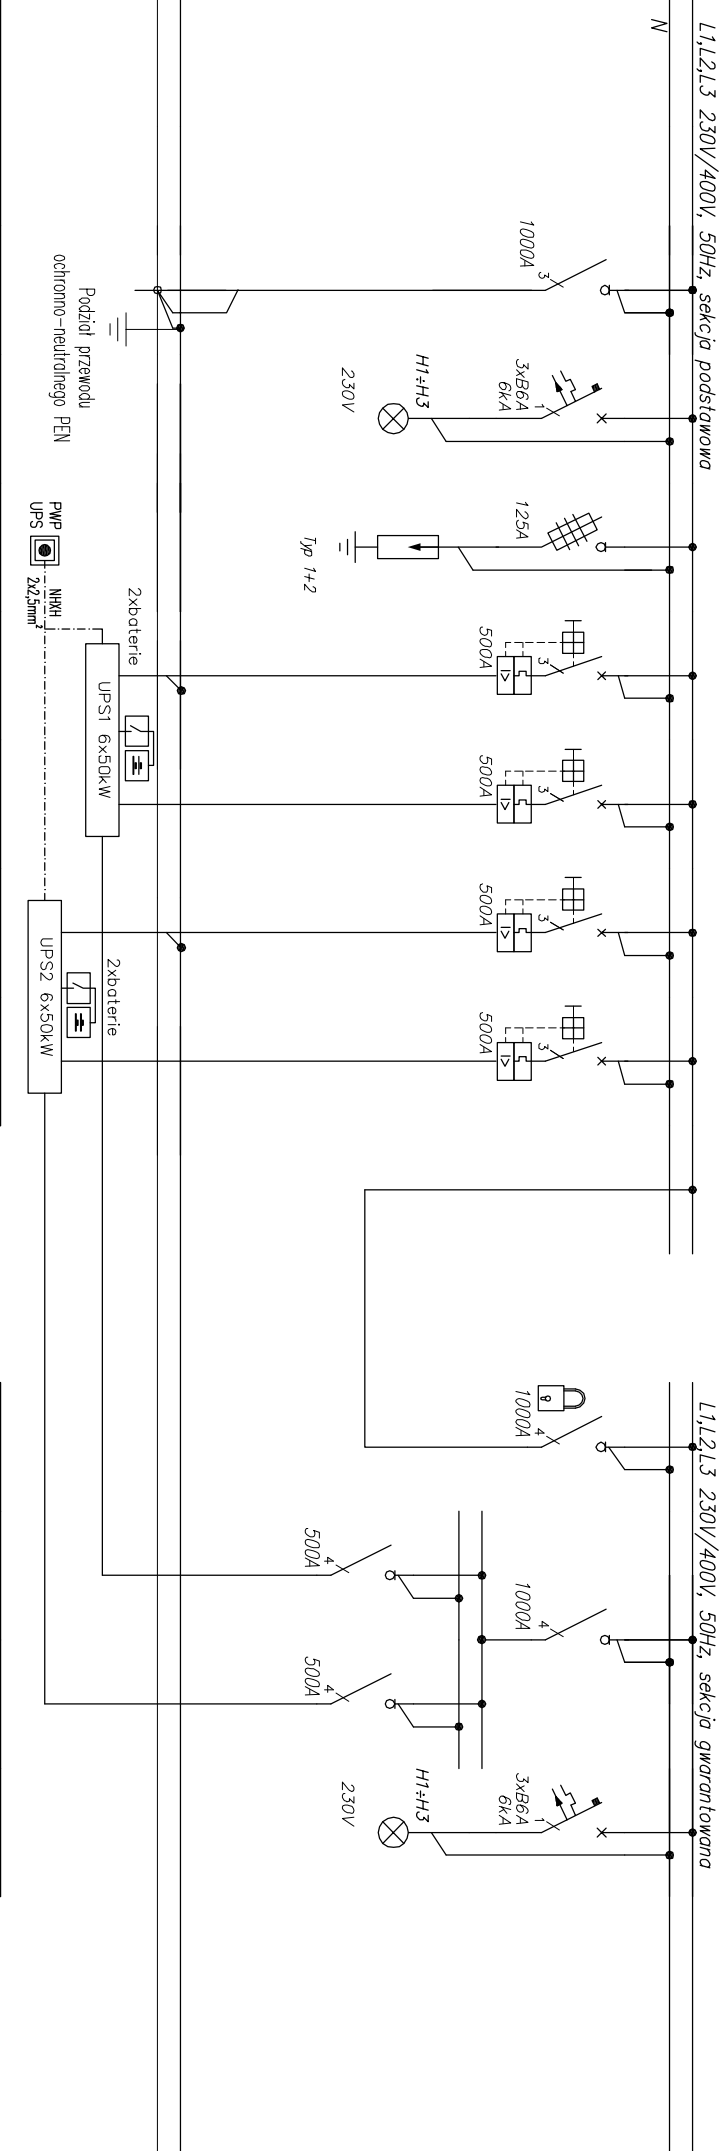 L1,L2,L3 230V/400V, 50Hz, sekcja podstawowa
N
1000A
3
Podział przewodu
ochronno-neutralnego PEN
3xB6A
6kA
1
H1÷H3
230V
125A
Typ 1+2
PWP
UPS
NHXH
2x2,5mm²
2xbaterie
UPS1 6x50kW
500A
3
I>
500A
3
I>
500A
3
I>
500A
3
I>
2xbaterie
UPS2 6x50kW
L1,L2,L3 230V/400V, 50Hz, sekcja gwarantowana
1000A
4
500A
4
1000A
4
500A
4
3xB6A
6kA
1
H1÷H3
230V